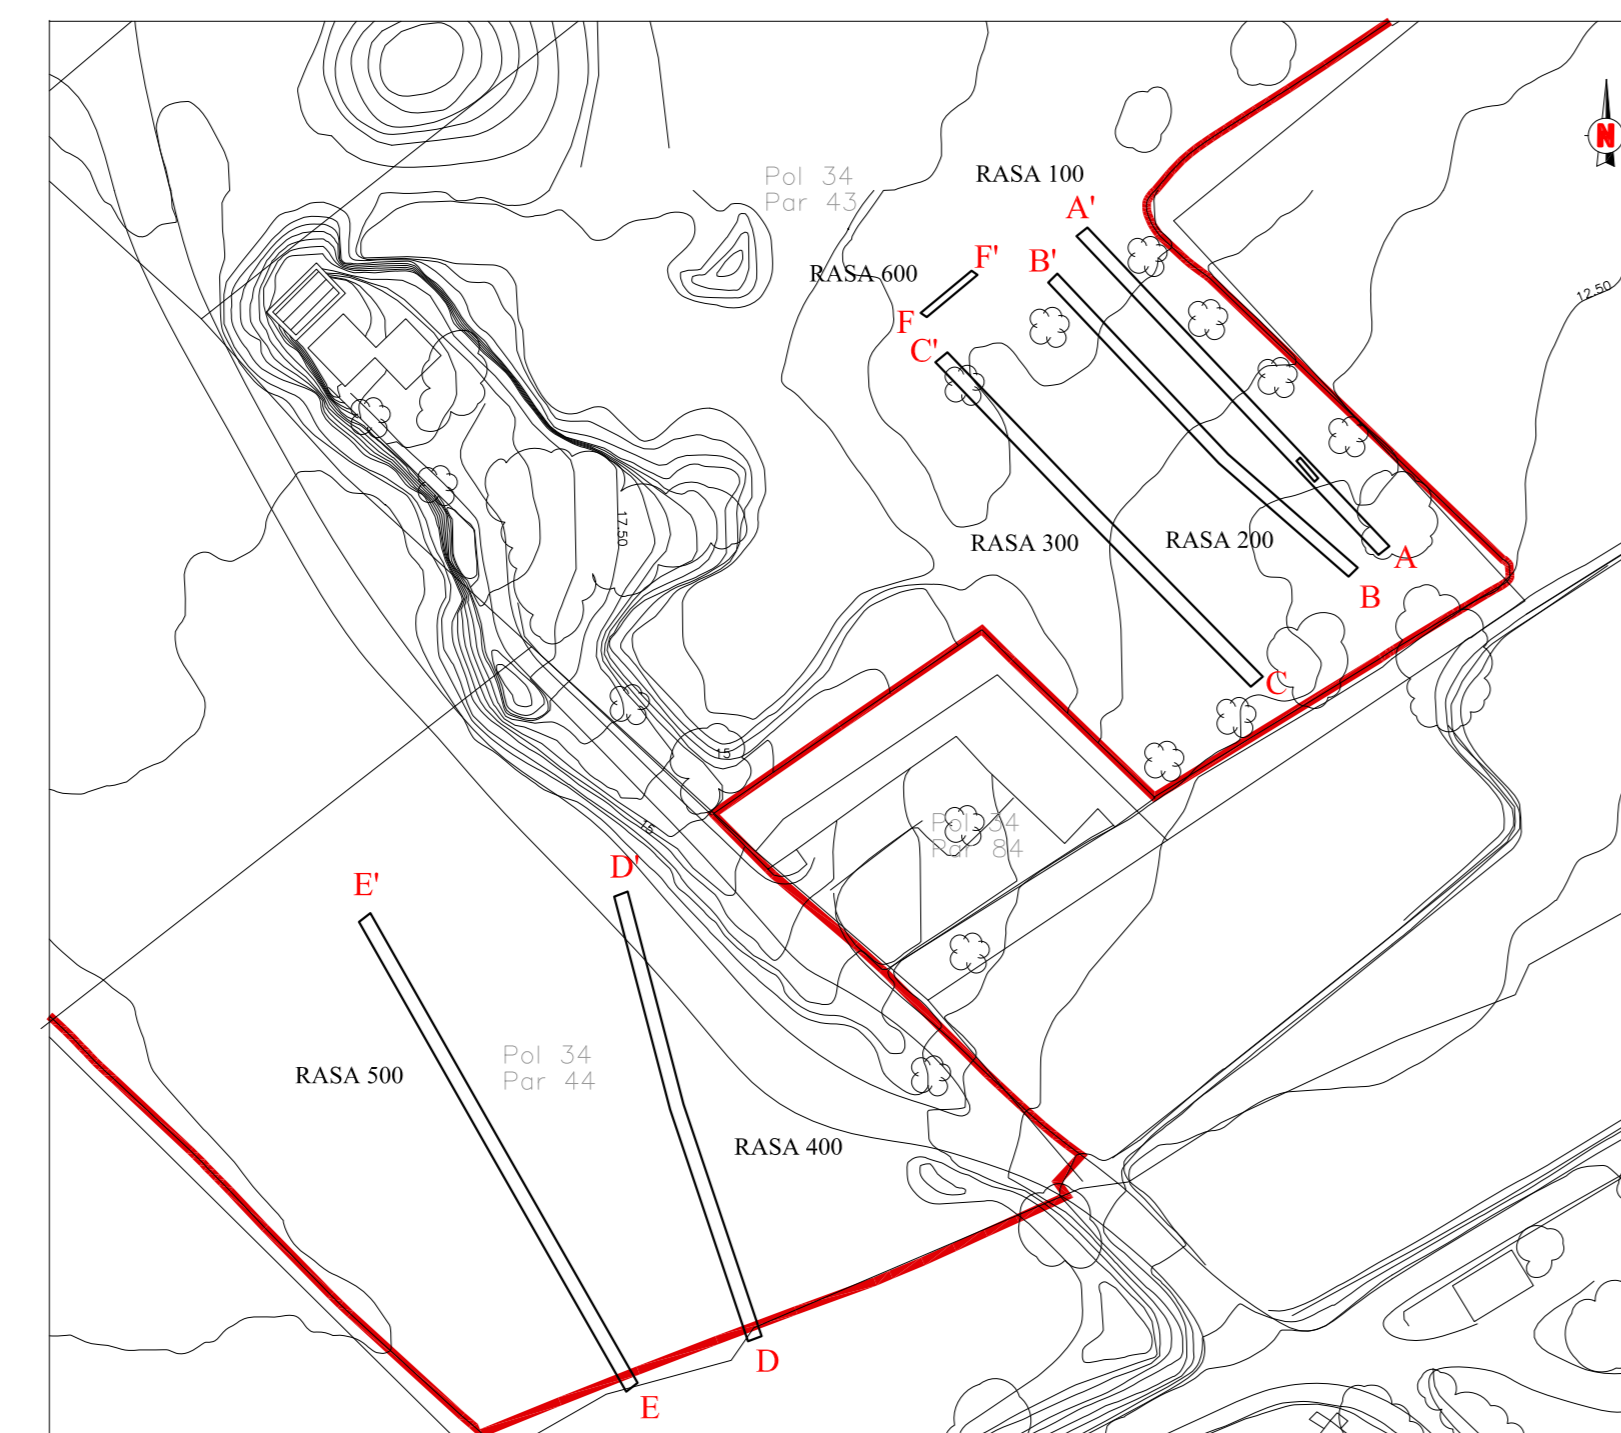 N
Pol 34
Par 43
RASA 100
A'
F'
B'
RASA 600
12.50
F
C'
17.50
RASA 300
RASA 200
A
B
C
15
15
Pol 34
Par 84
D'
E'
Pol 34
Par 44
RASA 500
RASA 400
D
E